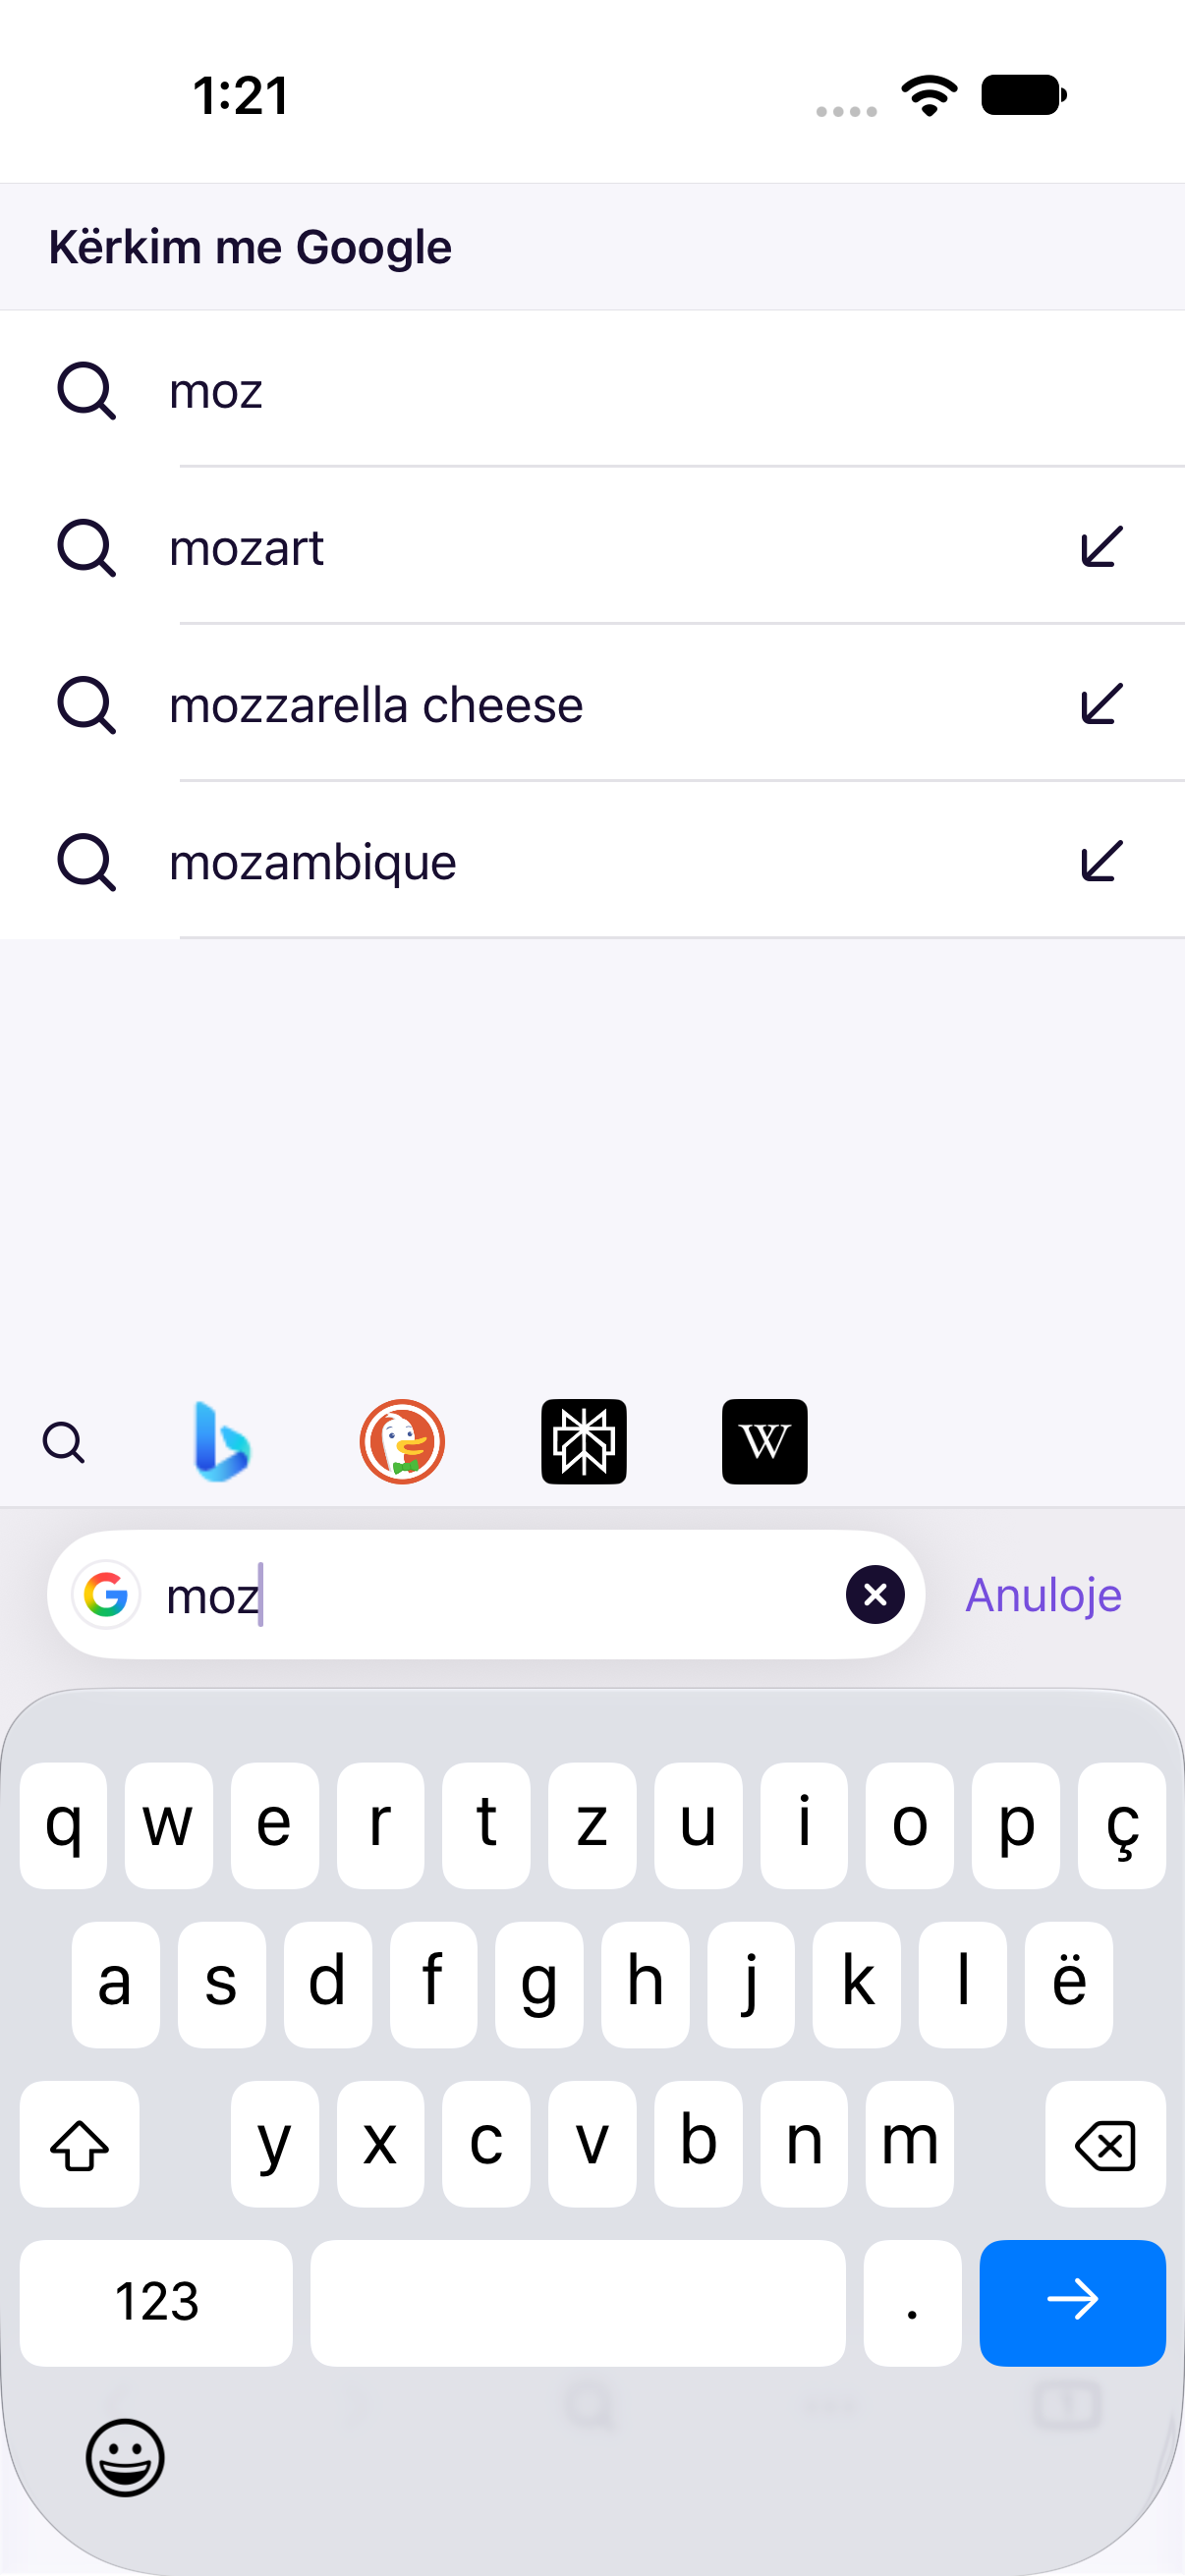 1:21
Kërkim me Google
moz
mozart
mozzarella cheese
mozambique
W
moz
Anuloje
q w e r t z u i o p ç
a s d f g h j k l ë
y x c v b n m
123 .